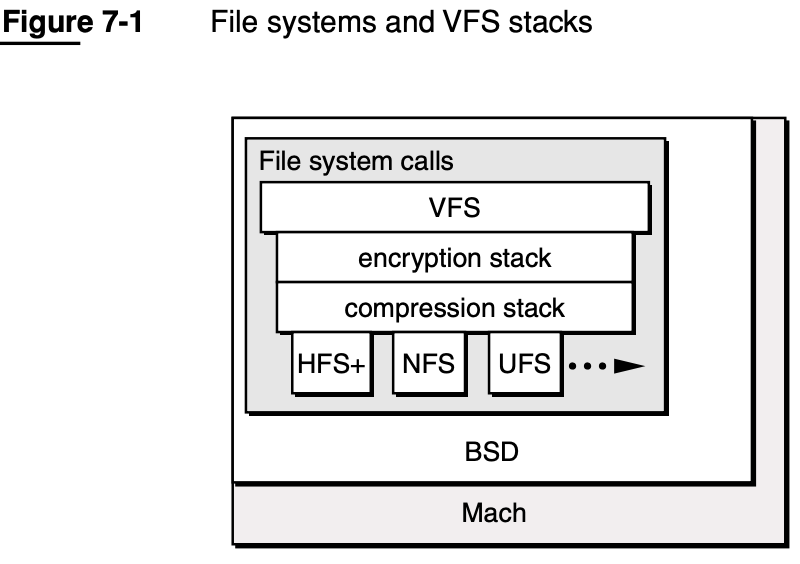 Figure 7-1 File systems and VFS stacks
File system calls
VFS
encryption stack
compression stack
HFS+ NFS UFS
BSD
Mach